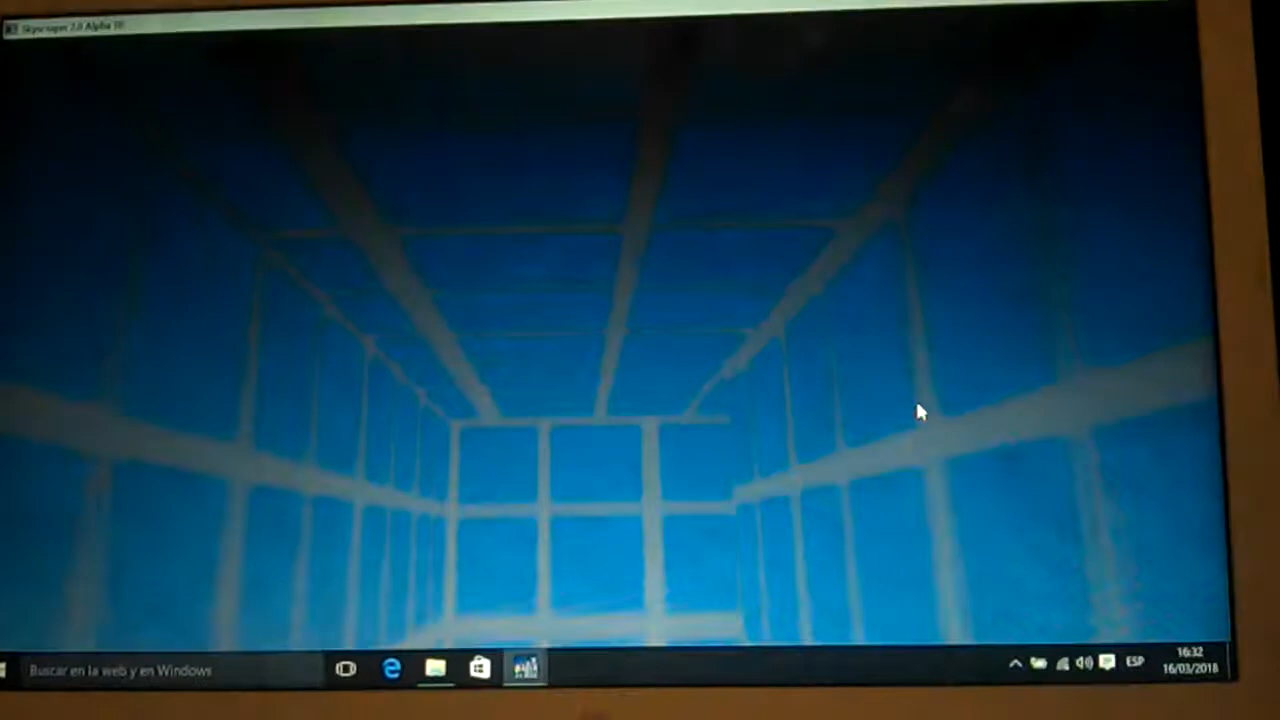 Skyscraper 2.0 Alpha 10
Buscar en la web y en Windows
ESP
16:32
16/03/2018